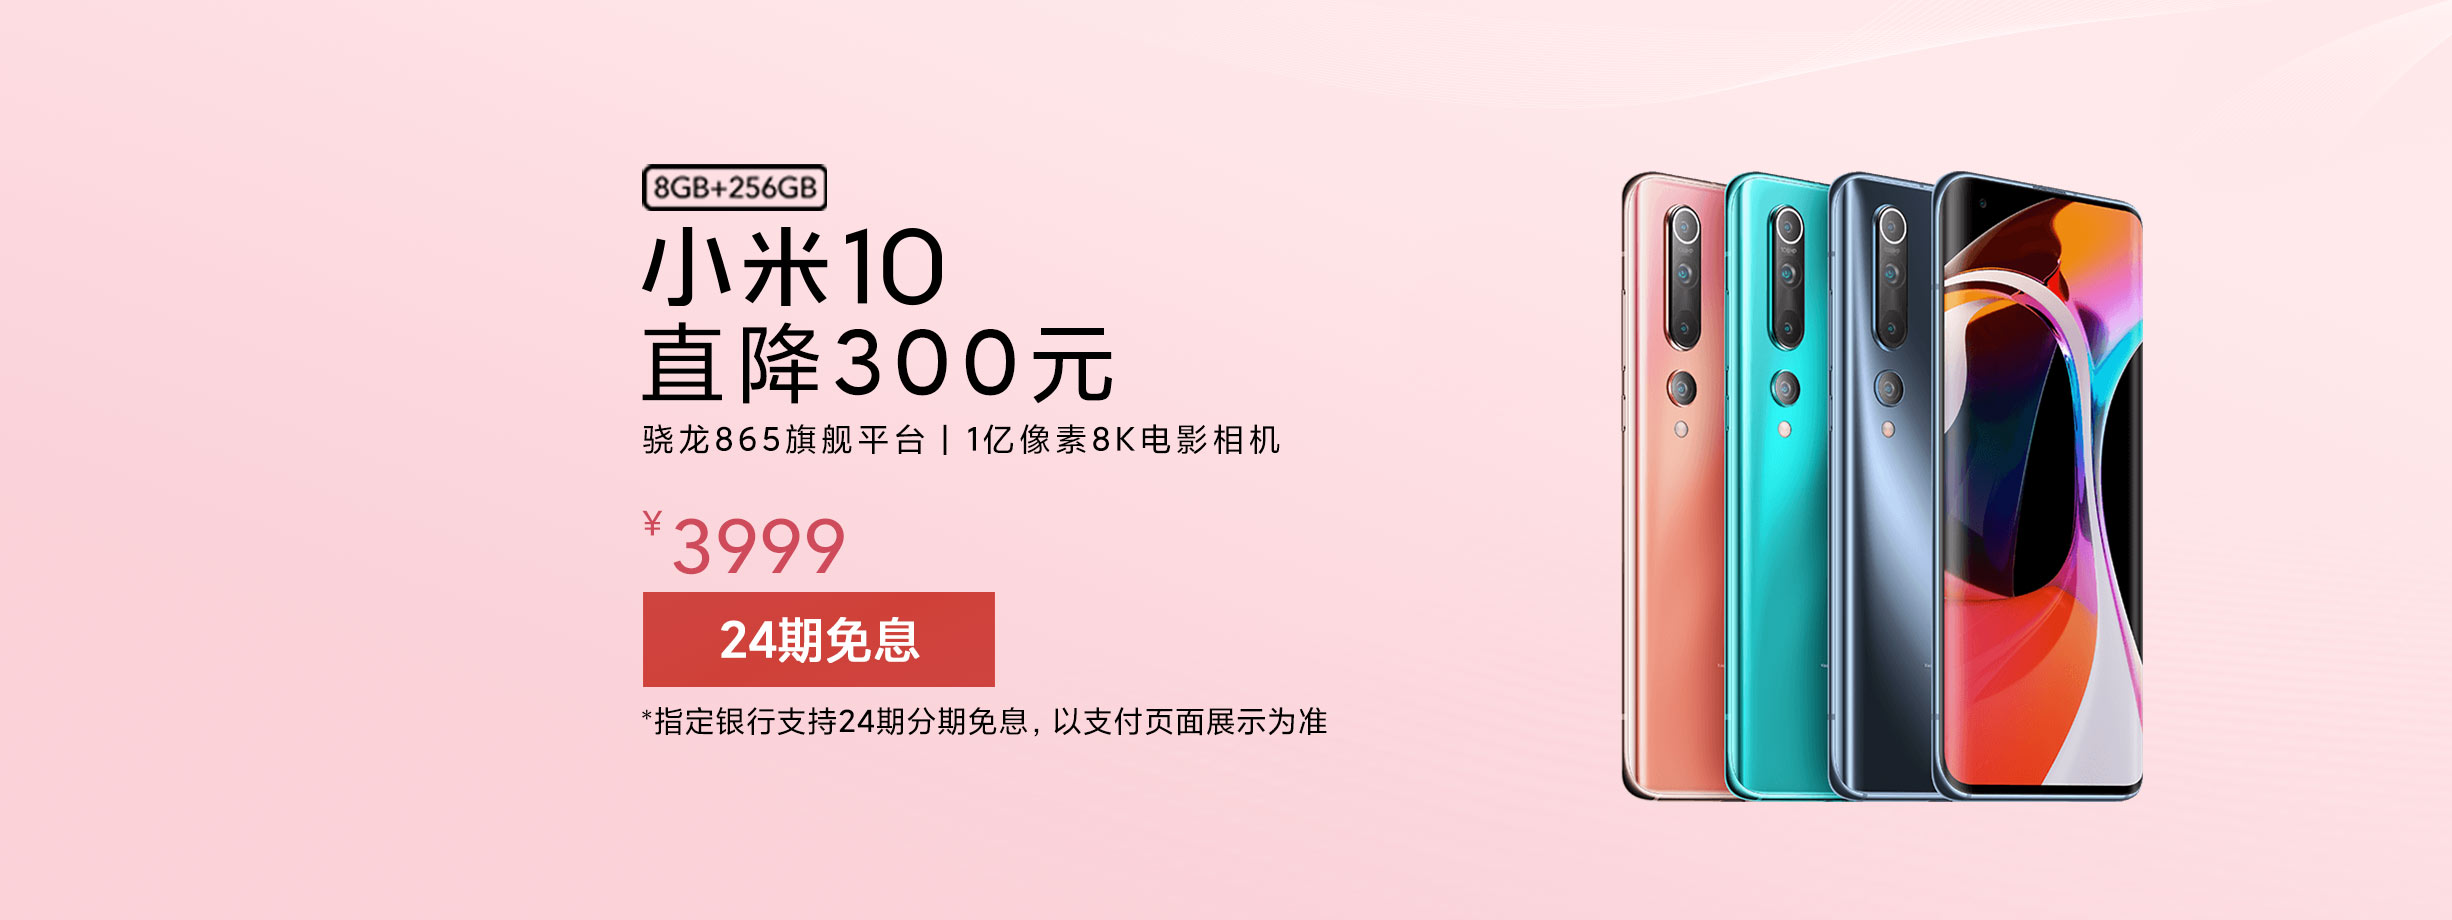 8GB+256GB
小米10
直降300元
骁龙865旗舰平台 | 1亿像素8K电影相机
¥3999
24期免息
*指定银行支持24期分期免息，以支付页面展示为准